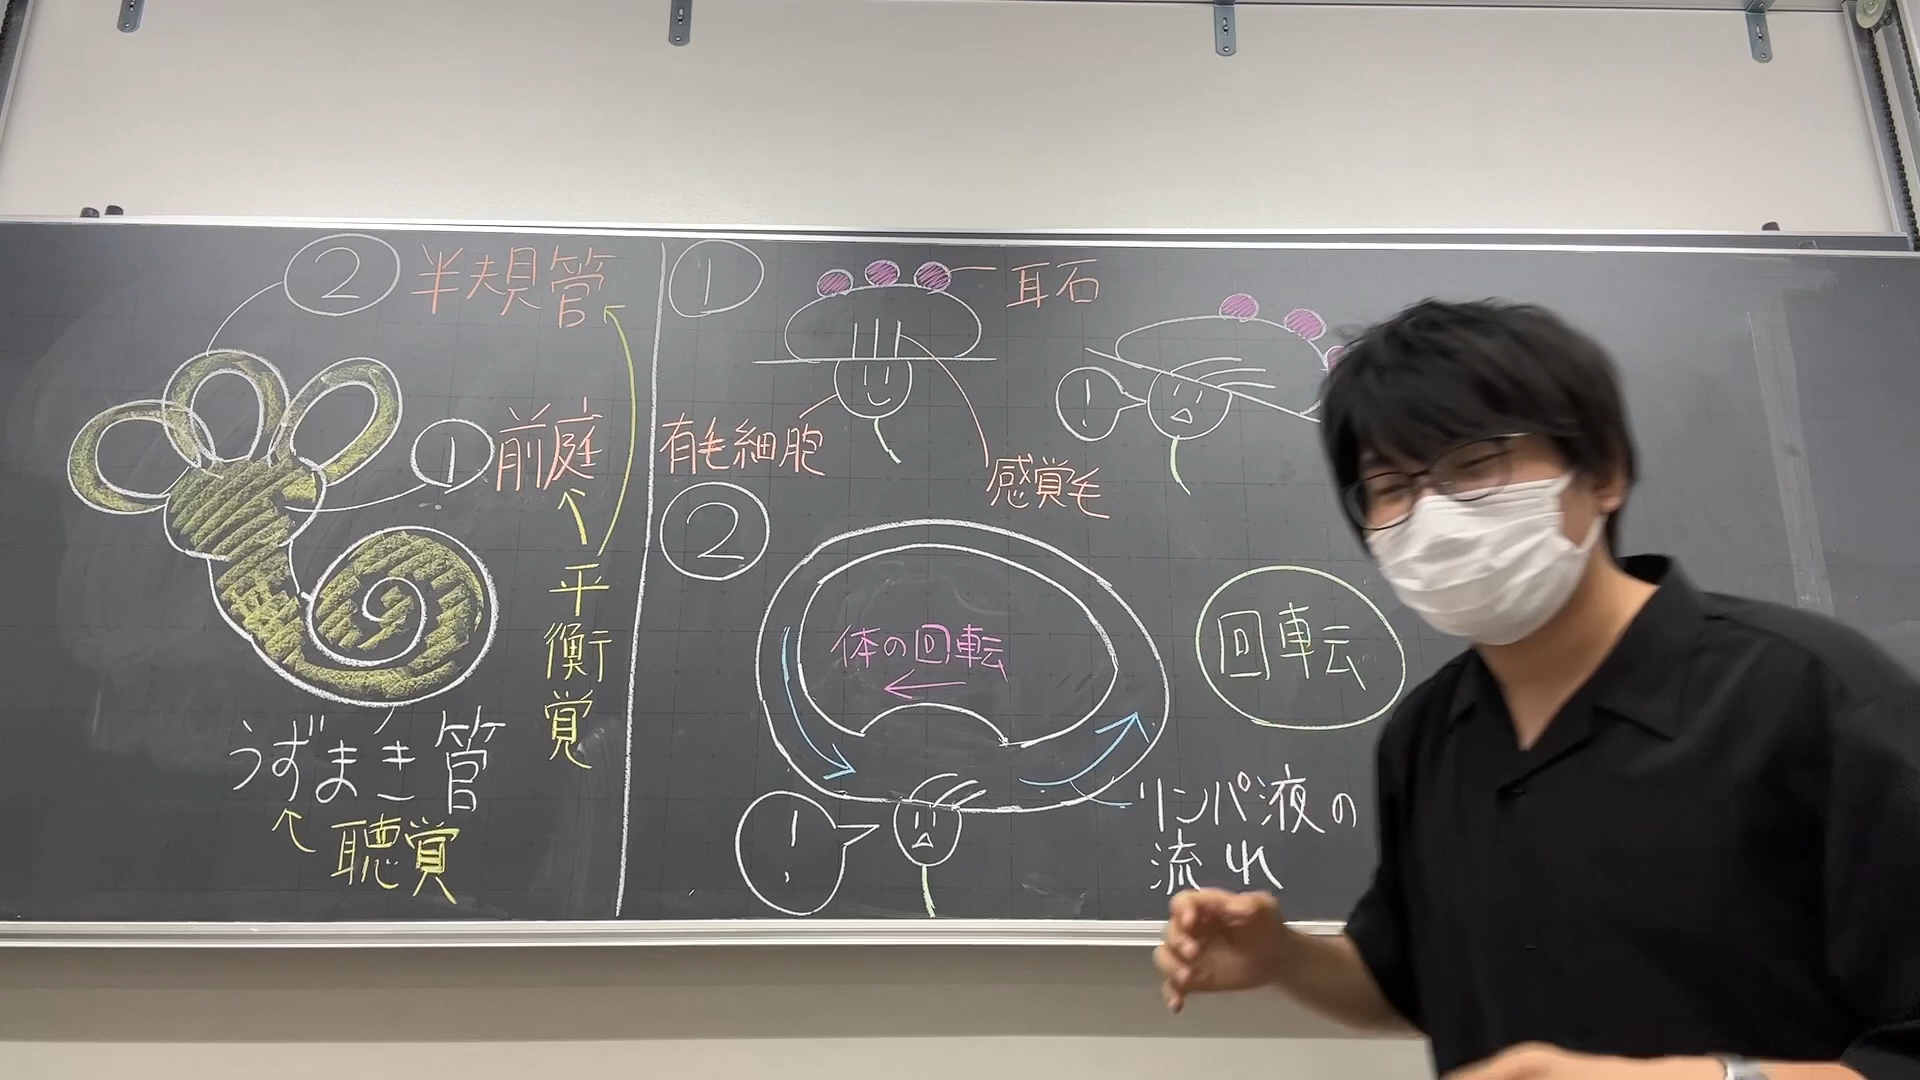 ② 半規管
① 前庭
平衡覚
うずまき管
聴覚
①
耳石
有毛細胞
感覚毛
!
②
体の回転
回転
リンパ液の
流れ
!